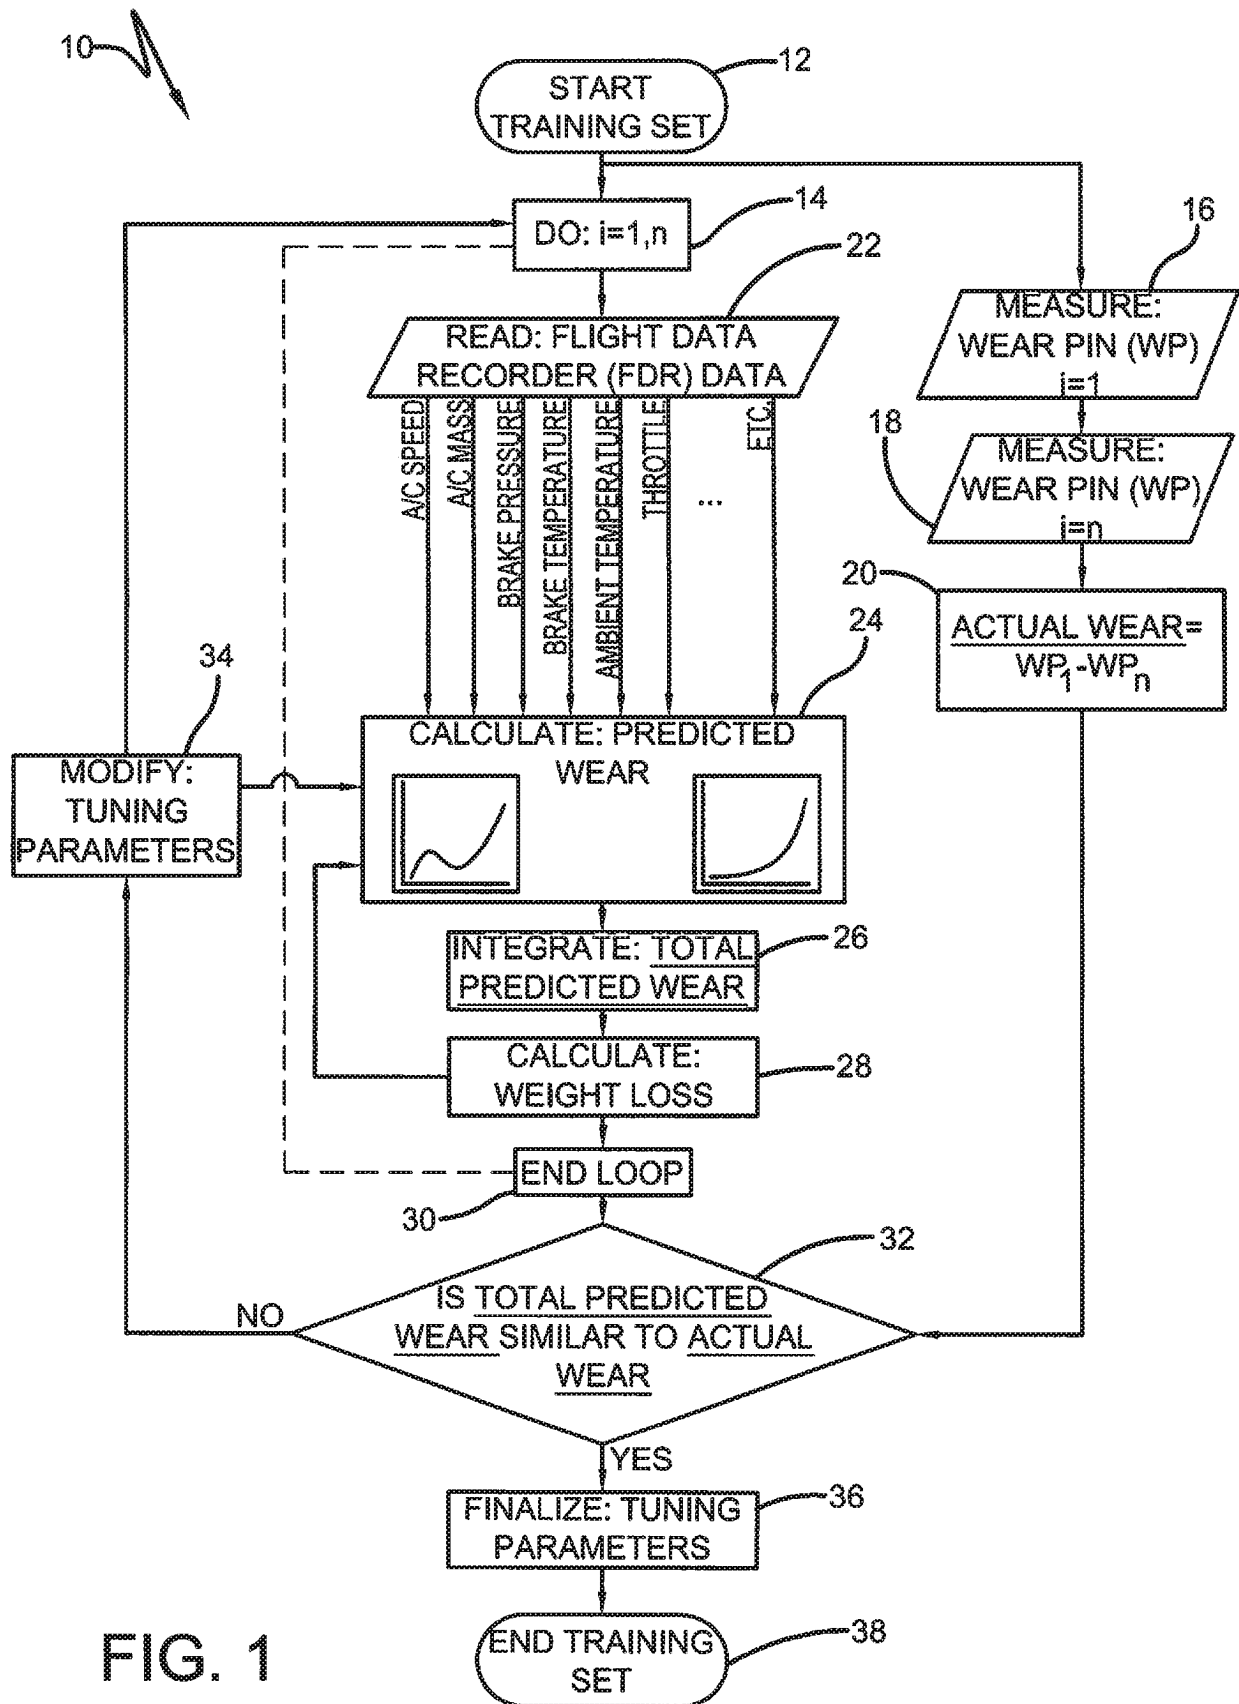 10
12
START
TRAINING SET
14
DO: i=1,n
16
MEASURE:
WEAR PIN (WP)
i=1
22
READ: FLIGHT DATA
RECORDER (FDR) DATA
18
MEASURE:
WEAR PIN (WP)
i=n
A/C SPEED
A/C MASS
BRAKE PRESSURE
BRAKE TEMPERATURE
AMBIENT TEMPERATURE
THROTTLE
...
ETC.
20
ACTUAL WEAR=
WP1-WPn
24
CALCULATE: PREDICTED
WEAR
34
MODIFY:
TUNING
PARAMETERS
26
INTEGRATE: TOTAL
PREDICTED WEAR
28
CALCULATE:
WEIGHT LOSS
END LOOP
30
32
IS TOTAL PREDICTED
WEAR SIMILAR TO ACTUAL
WEAR
NO
YES
36
FINALIZE: TUNING
PARAMETERS
38
END TRAINING
SET
FIG. 1